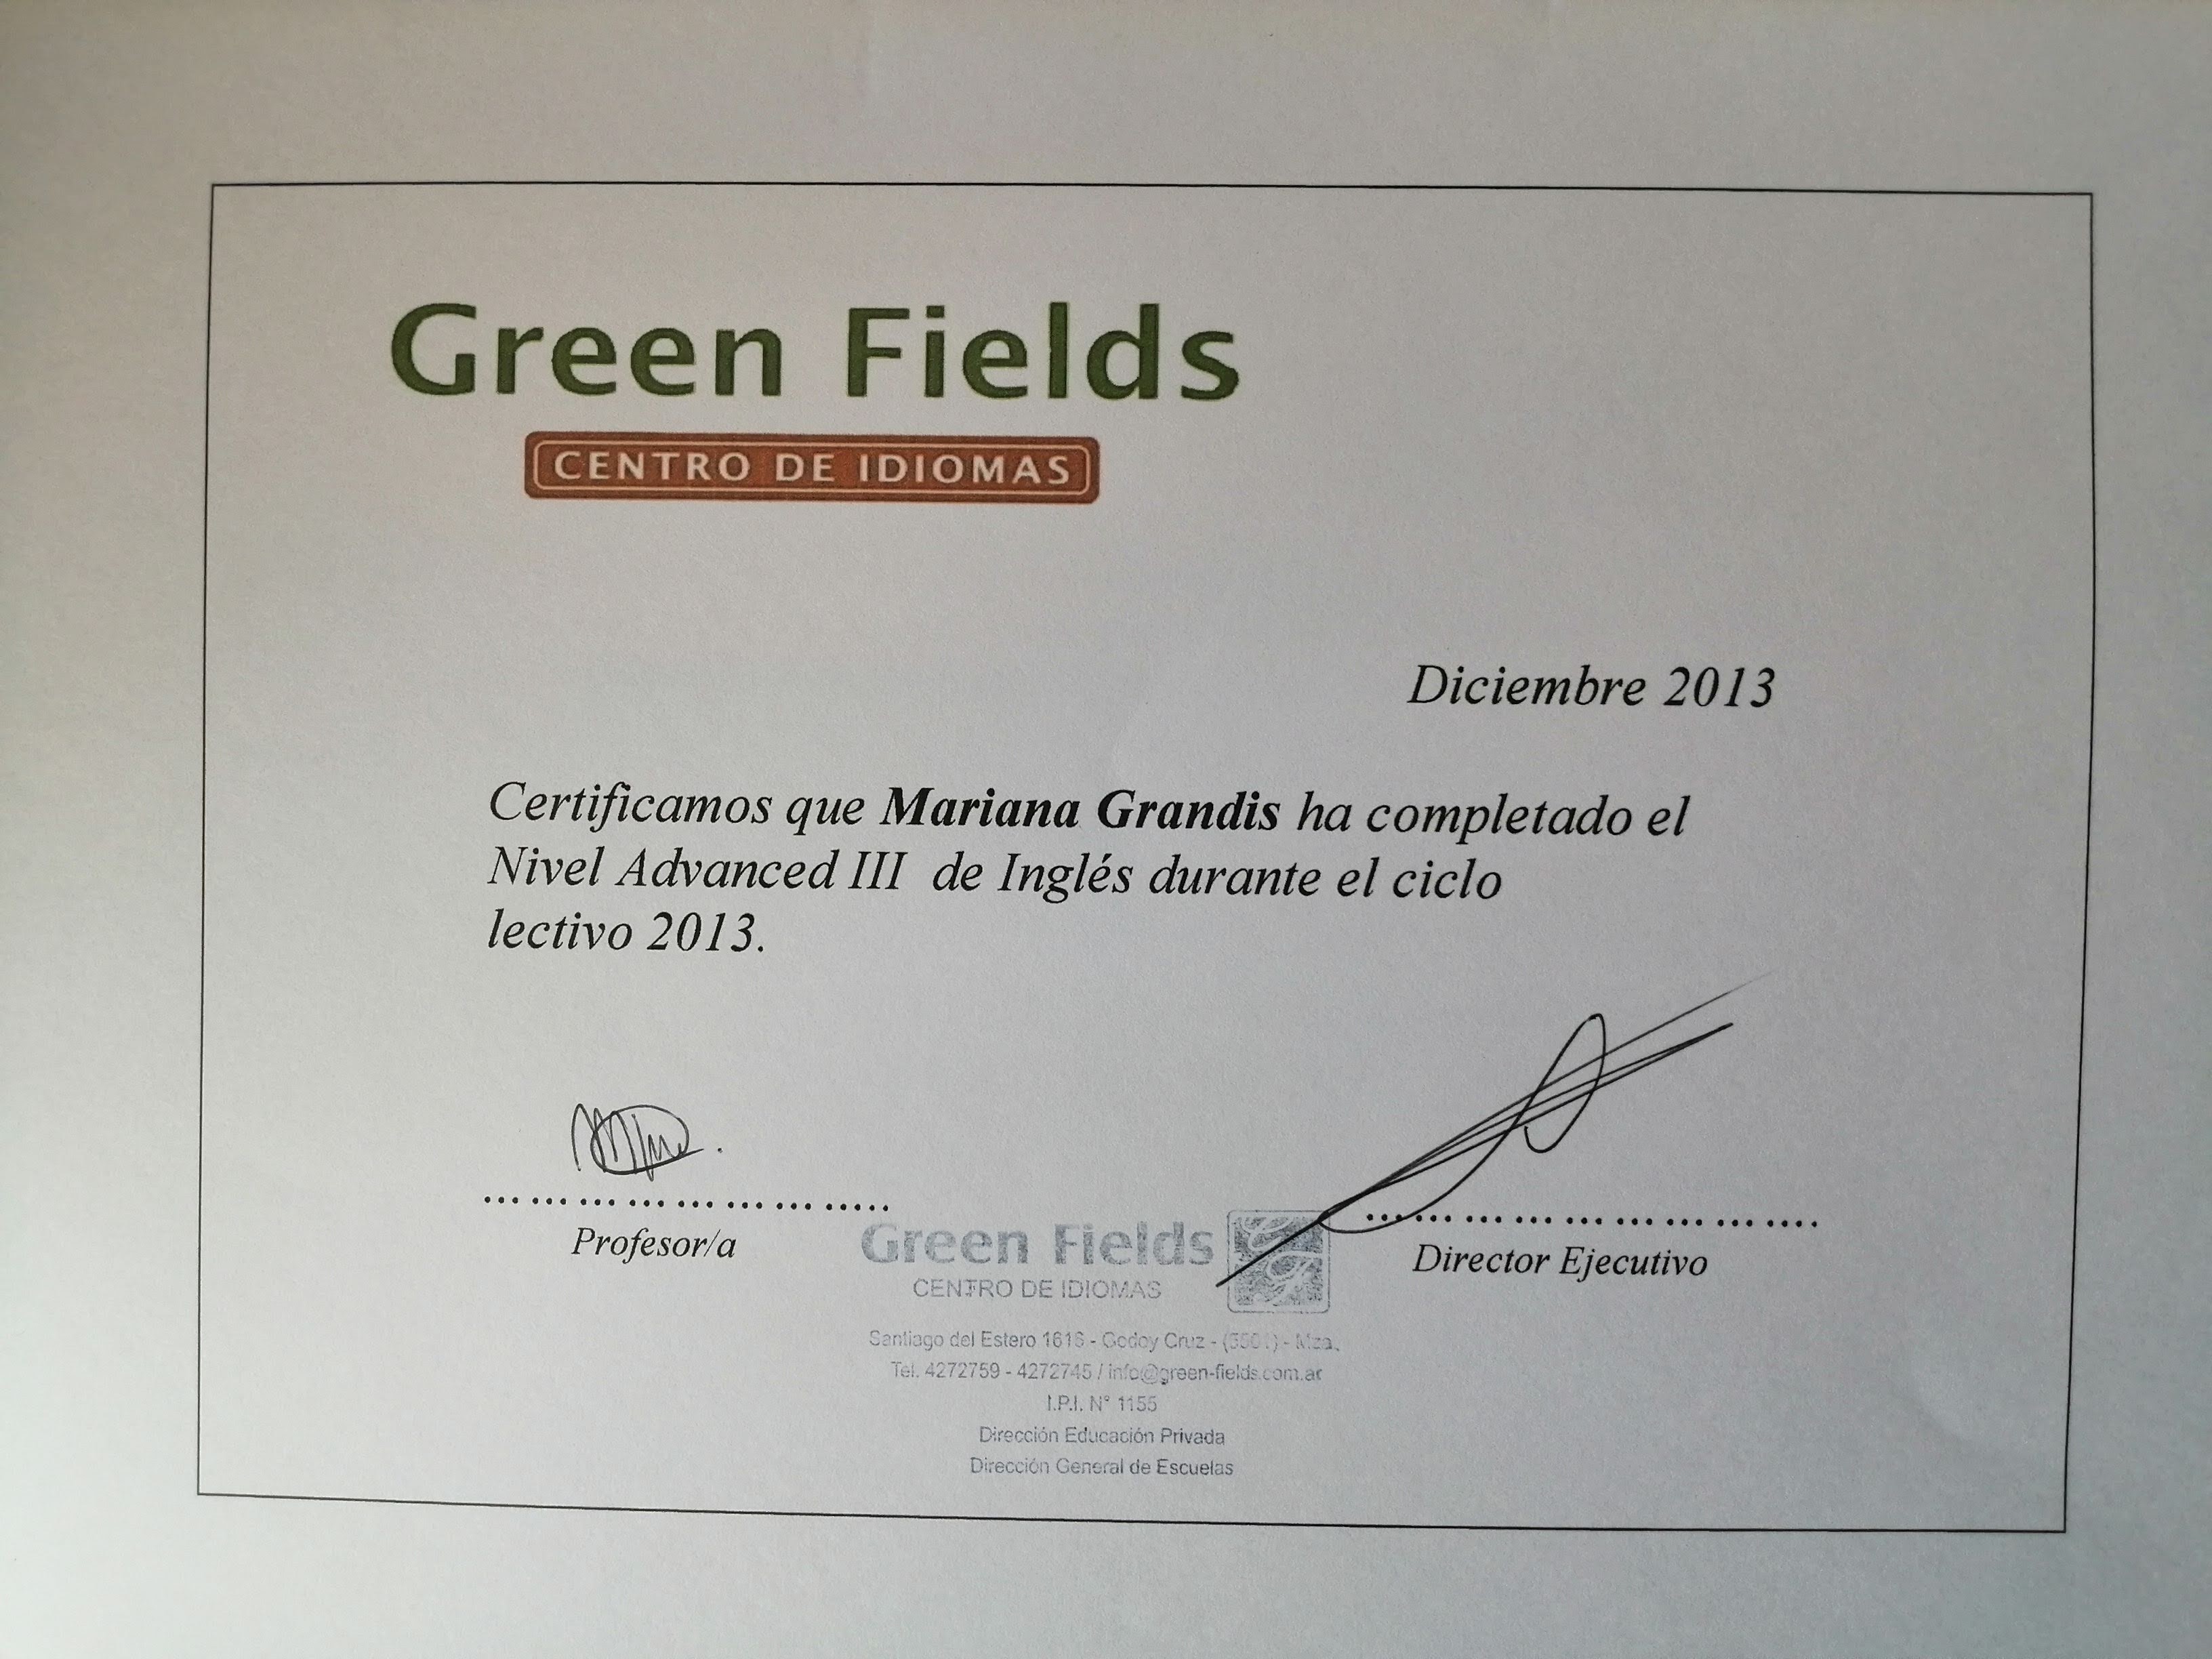 Green Fields
CENTRO DE IDIOMAS
Diciembre 2013
Certificamos que Mariana Grandis ha completado el
Nivel Advanced III de Inglés durante el ciclo
lectivo 2013.
........................
Profesor/a
...........................
Director Ejecutivo
Green Fields
CENTRO DE IDIOMAS
Santiago del Estero - Godoy Cruz - - Mza.
Tel. 4272759 - 4272745 / info@green-fields.com.ar
I.P.I. N° 1155
Dirección Educación Privada
Dirección General de Escuelas